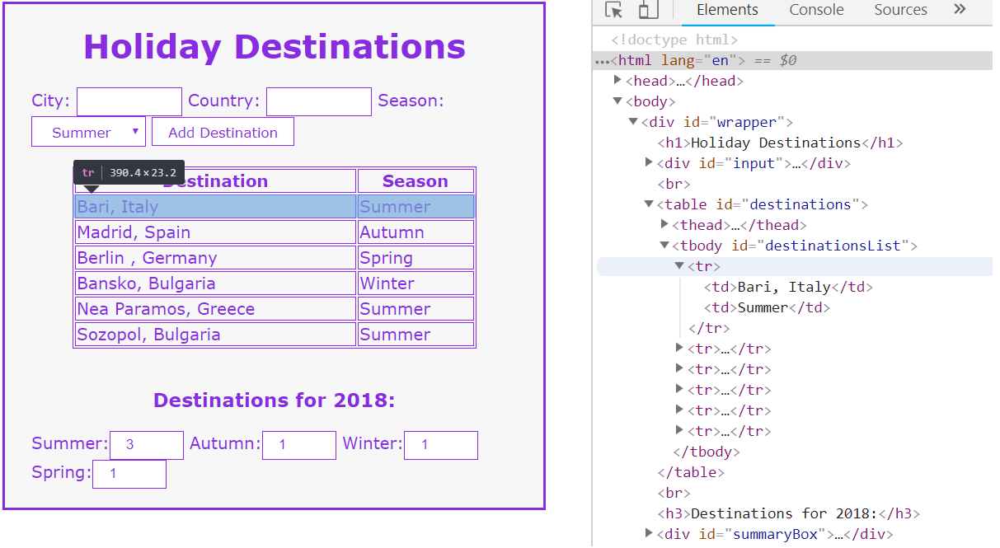 Holiday Destinations
City: Country: Season:
Summer ▼ Add Destination
tr 390.4×23.2
Destination Season
Bari, Italy Summer
Madrid, Spain Autumn
Berlin , Germany Spring
Bansko, Bulgaria Winter
Nea Paramos, Greece Summer
Sozopol, Bulgaria Summer
Destinations for 2018:
Summer: 3 Autumn: 1 Winter: 1
Spring: 1
Elements Console Sources »
<!doctype html>
…<html lang="en"> == $0
▶<head>…</head>
▼<body>
▼<div id="wrapper">
<h1>Holiday Destinations</h1>
▶<div id="input">…</div>
<br>
▼<table id="destinations">
▶<thead>…</thead>
▼<tbody id="destinationsList">
▼<tr>
<td>Bari, Italy</td>
<td>Summer</td>
</tr>
▶<tr>…</tr>
▶<tr>…</tr>
▶<tr>…</tr>
▶<tr>…</tr>
▶<tr>…</tr>
</tbody>
</table>
<br>
<h3>Destinations for 2018:</h3>
▶<div id="summaryBox">…</div>